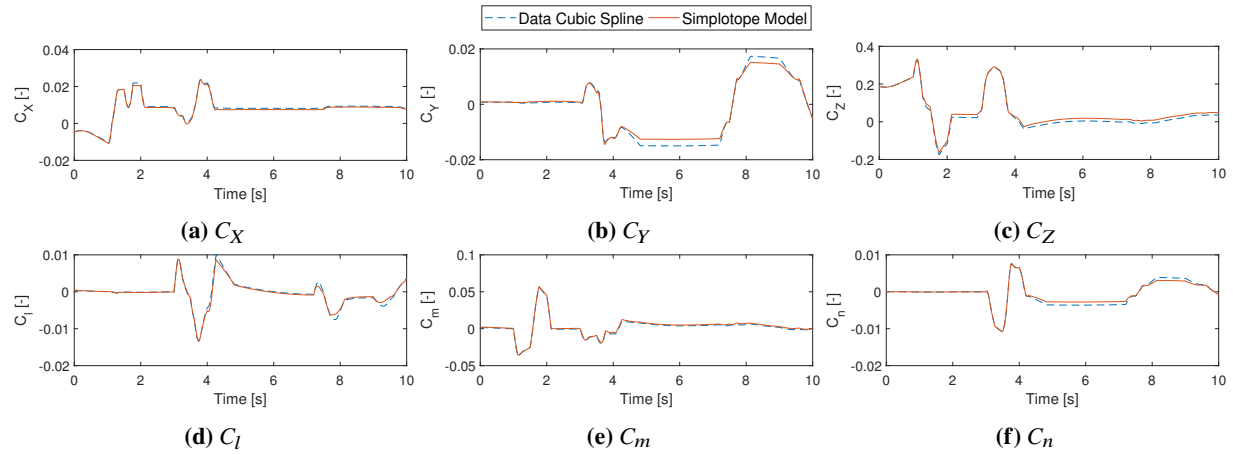 Data Cubic Spline Simplotope Model
0.04
0.02
0
-0.02
C_X [-]
0 2 4 6 8 10
Time [s]
(a) C_X
0.02
0
-0.02
C_Y [-]
0 2 4 6 8 10
Time [s]
(b) C_Y
0.4
0.2
0
-0.2
C_Z [-]
0 2 4 6 8 10
Time [s]
(c) C_Z
0.01
0
-0.01
-0.02
C_l [-]
0 2 4 6 8 10
Time [s]
(d) C_l
0.1
0.05
0
-0.05
C_m [-]
0 2 4 6 8 10
Time [s]
(e) C_m
0.01
0
-0.01
0.02
C_n [-]
0 2 4 6 8 10
Time [s]
(f) C_n